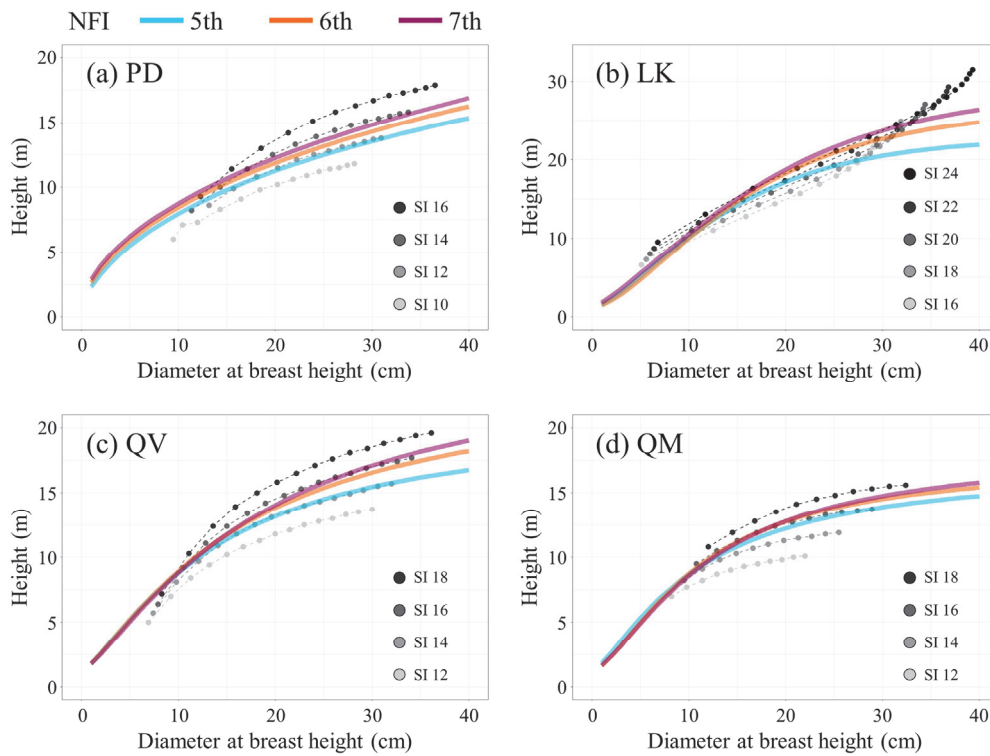 NFI 5th 6th 7th
(a) PD
20
15
10
5
0
Height (m)
SI 16
SI 14
SI 12
SI 10
0 10 20 30 40
Diameter at breast height (cm)
(b) LK
30
20
10
0
Height (m)
SI 24
SI 22
SI 20
SI 18
SI 16
0 10 20 30 40
Diameter at breast height (cm)
(c) QV
20
15
10
5
0
Height (m)
SI 18
SI 16
SI 14
SI 12
0 10 20 30 40
Diameter at breast height (cm)
(d) QM
20
15
10
5
0
Height (m)
SI 18
SI 16
SI 14
SI 12
0 10 20 30 40
Diameter at breast height (cm)